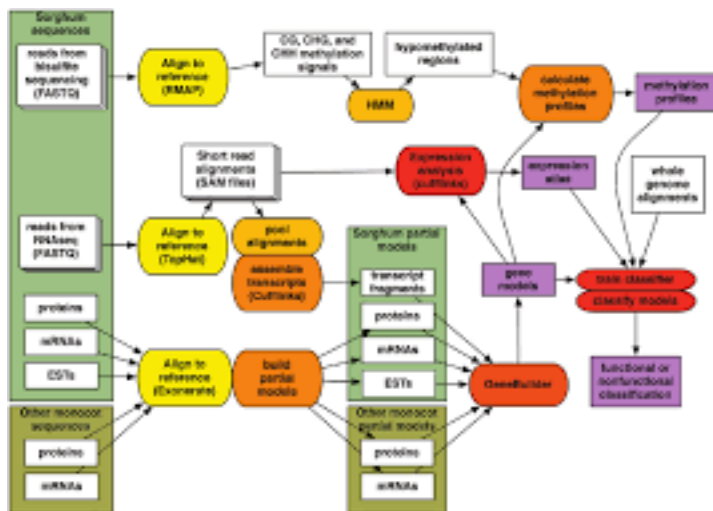 Sorghum sequences
reads from
bisulfite
sequencing
(FASTQ)
Align to
reference
(RMAP)
CG, CHG, and
CHH methylation
signals
HMM
hypomethylated
regions
calculate
methylation
profiles
methylation
profiles
Short read
alignments
(SAM files)
Expression
analysis
(cufflinks)
expression
atlas
whole
genome
alignments
reads from
RNAseq
(FASTQ)
Align to
reference
(TopHat)
pool
alignments
assemble
transcripts
(Cufflinks)
Sorghum partial
models
transcript
fragments
proteins
mRNAs
ESTs
gene
models
train classifier
classify models
proteins
mRNAs
ESTs
Align to
reference
(Exonerate)
build
partial
models
GeneBuilder
functional or
nonfunctional
classification
Other monocot
sequences
proteins
mRNAs
Other monocot
partial models
proteins
mRNAs